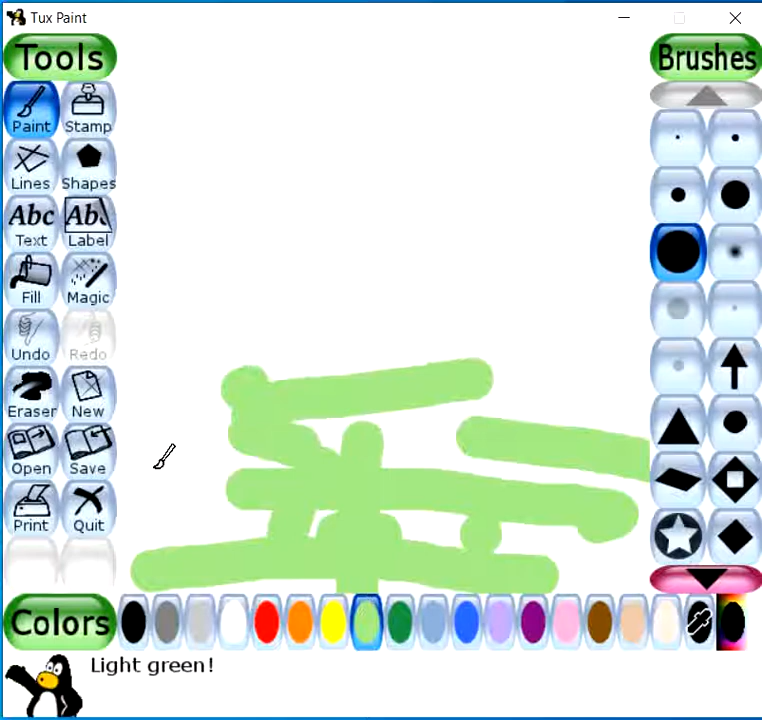 Tux Paint
Tools
Brushes
Paint Stamp
Lines Shapes
Abc Abc
Text Label
Fill Magic
Undo Redo
Eraser New
Open Save
Print Quit
Colors
Light green!